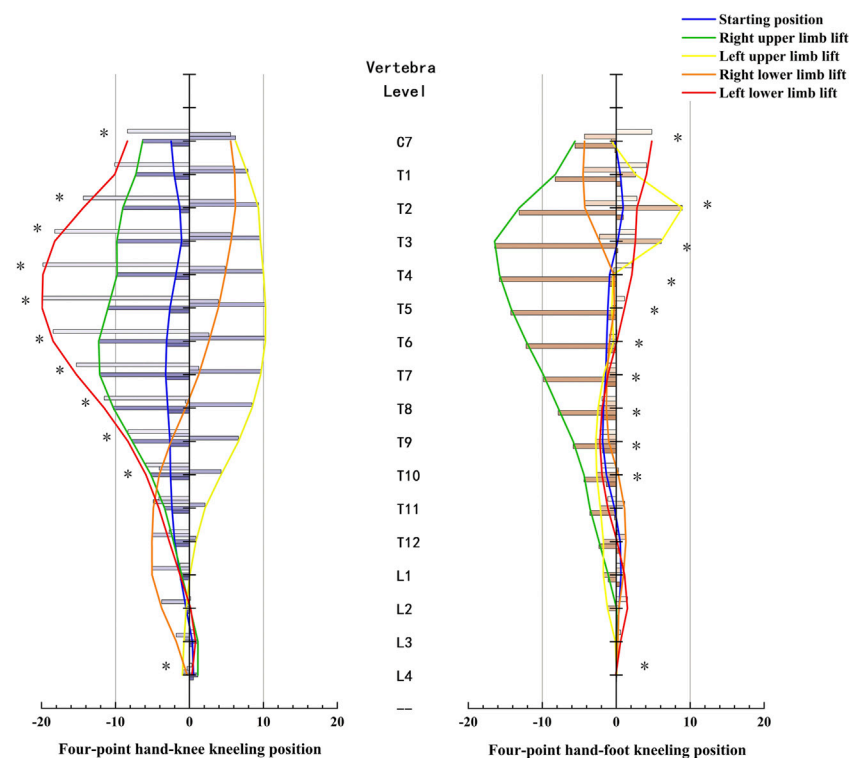 Starting position
Right upper limb lift
Left upper limb lift
Right lower limb lift
Left lower limb lift
Vertebra
Level
* C7 *
T1
* T2 *
* T3 *
* T4 *
* T5 *
* T6 *
* T7 *
* T8 *
* T9 *
* T10 *
T11
T12
L1
L2
L3
* L4 *
--
-20 -10 0 10 20 -20 -10 0 10 20
Four-point hand-knee kneeling position Four-point hand-foot kneeling position